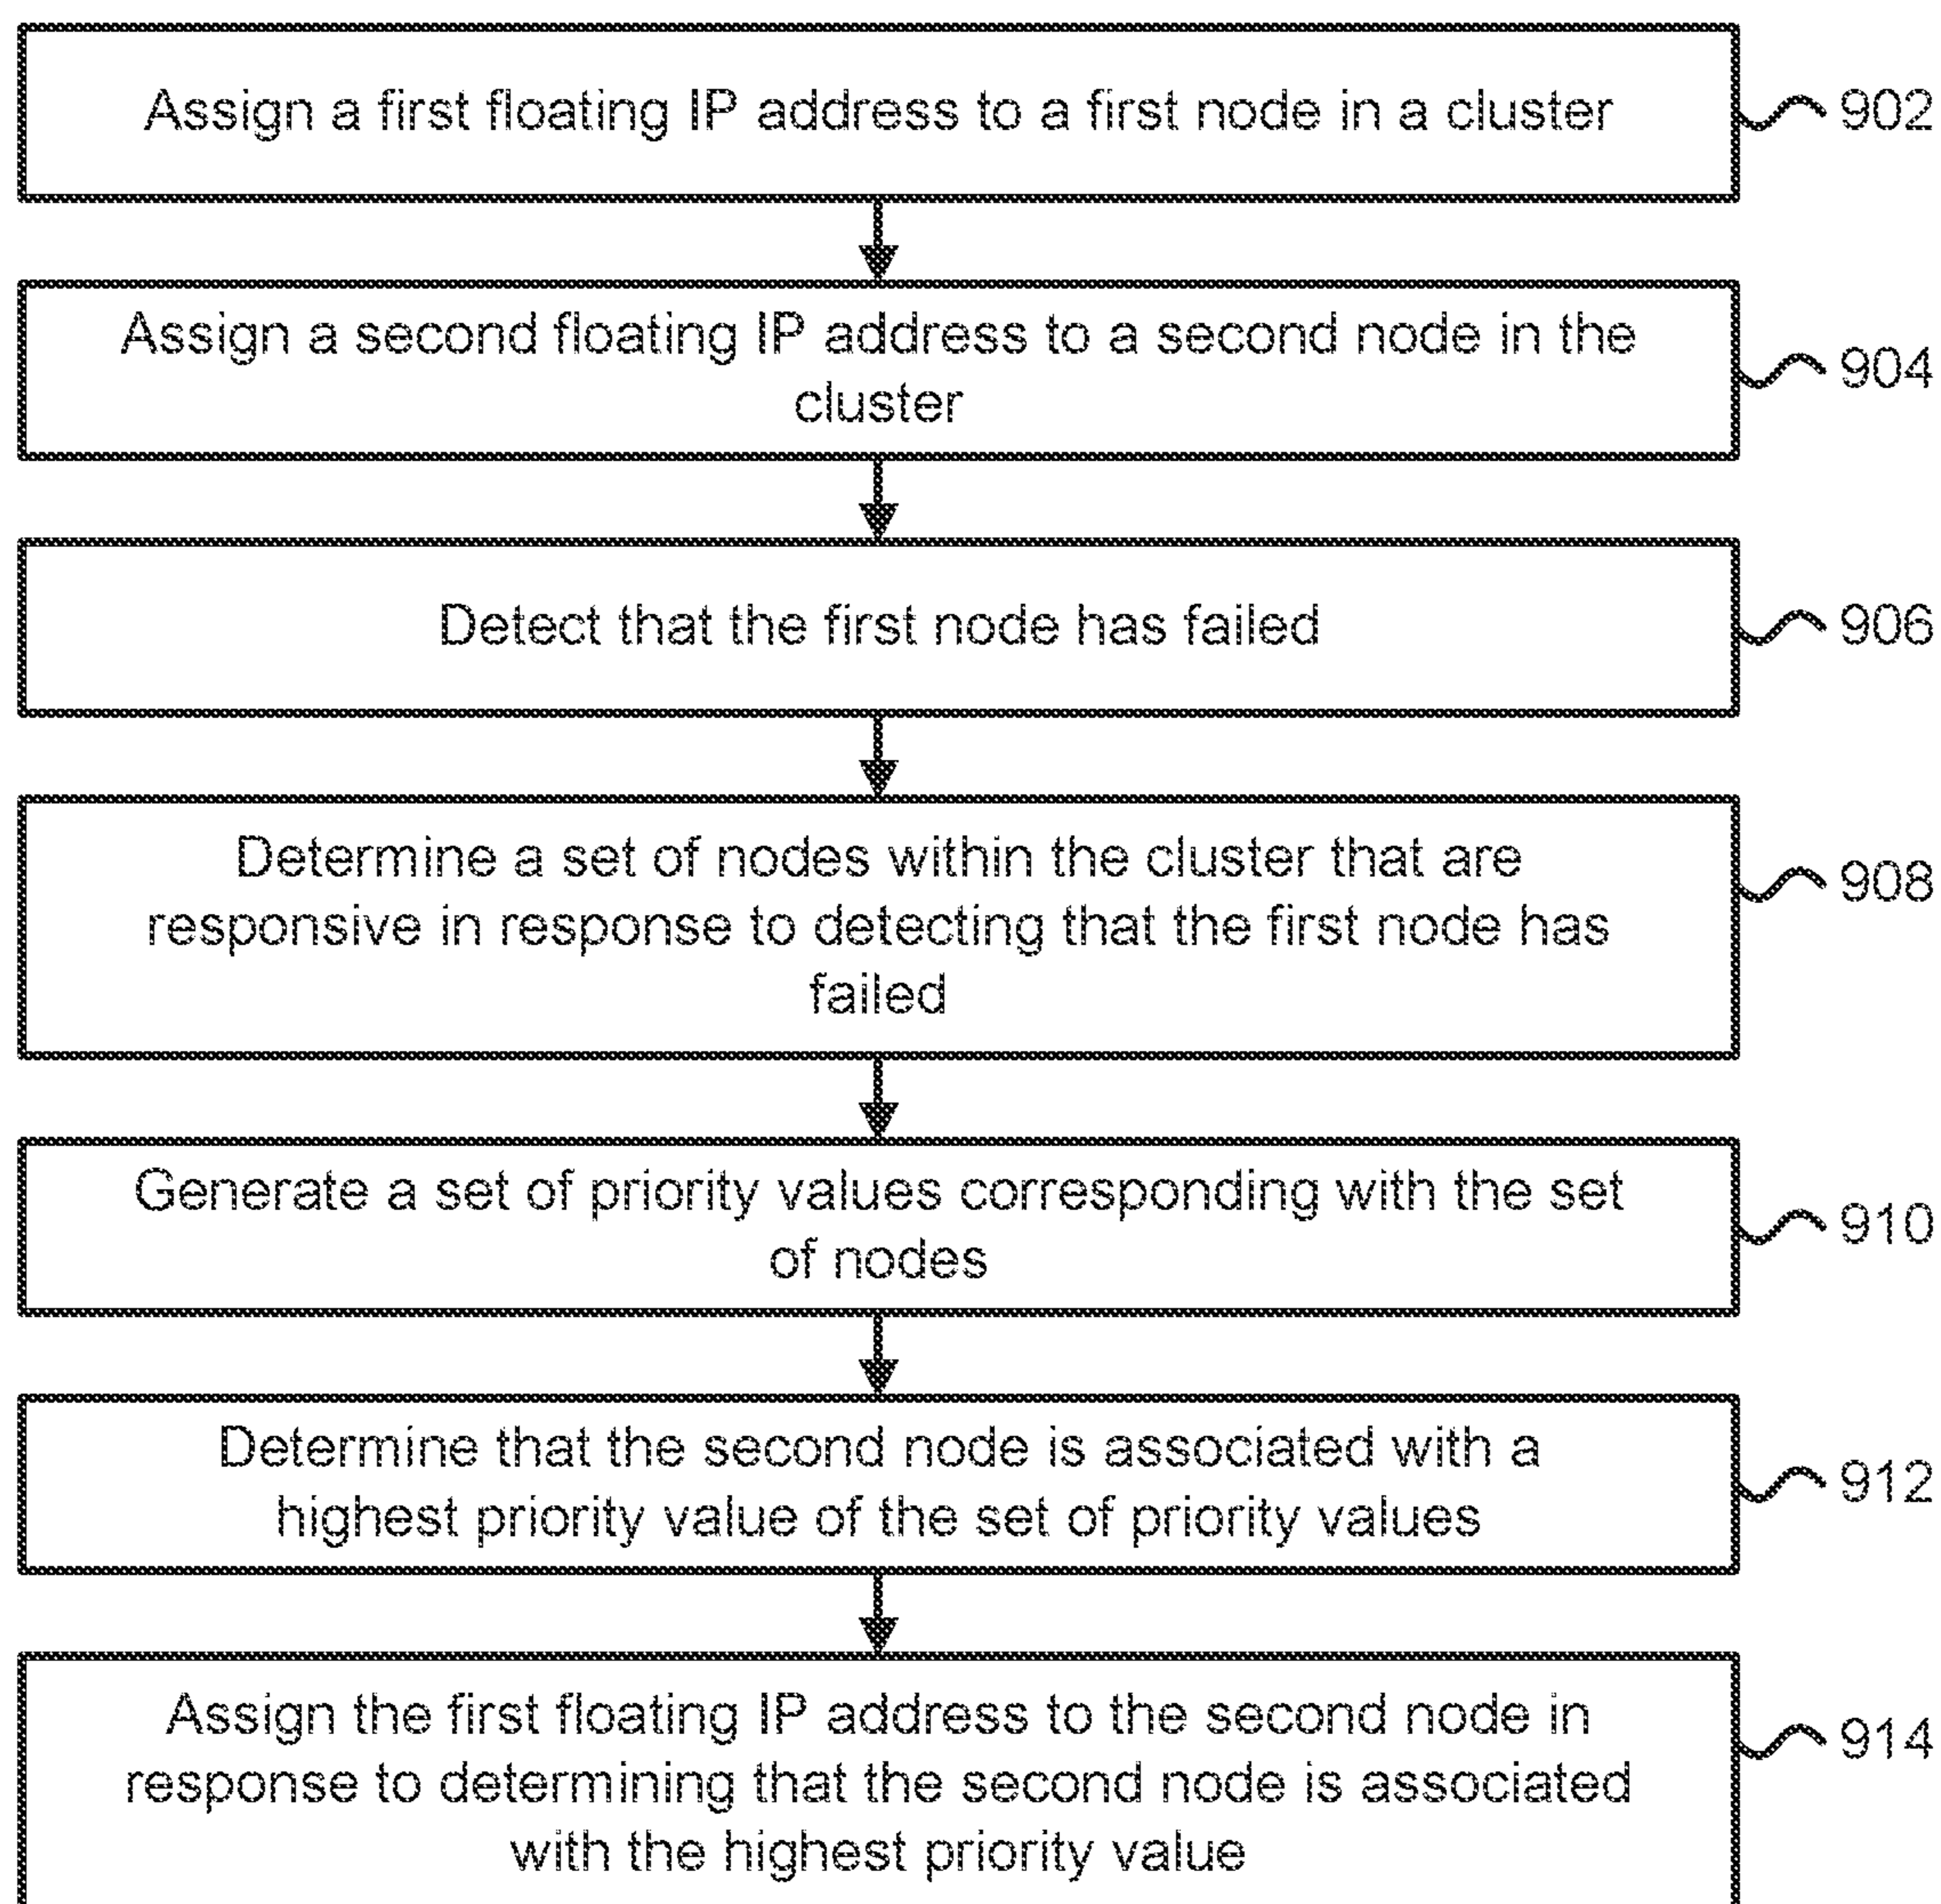 Assign a first floating IP address to a first node in a cluster
902
Assign a second floating IP address to a second node in the
cluster
904
Detect that the first node has failed
906
Determine a set of nodes within the cluster that are
responsive in response to detecting that the first node has
failed
908
Generate a set of priority values corresponding with the set
of nodes
910
Determine that the second node is associated with a
highest priority value of the set of priority values
912
Assign the first floating IP address to the second node in
response to determining that the second node is associated
with the highest priority value
914